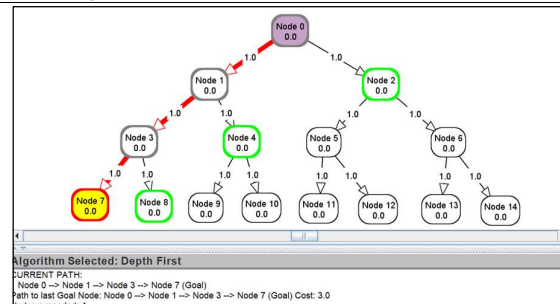 Node 0
0.0
1.0
1.0
Node 1
0.0
Node 2
0.0
1.0
1.0
1.0
1.0
Node 3
0.0
Node 4
0.0
Node 5
0.0
Node 6
0.0
1.0
1.0
1.0
1.0
1.0
1.0
1.0
1.0
Node 7
0.0
Node 8
0.0
Node 9
0.0
Node 10
0.0
Node 11
0.0
Node 12
0.0
Node 13
0.0
Node 14
0.0
Algorithm Selected: Depth First
CURRENT PATH:
Node 0 --> Node 1 --> Node 3 --> Node 7 (Goal)
Path to last Goal Node: Node 0 --> Node 1 --> Node 3 --> Node 7 (Goal) Cost: 3.0